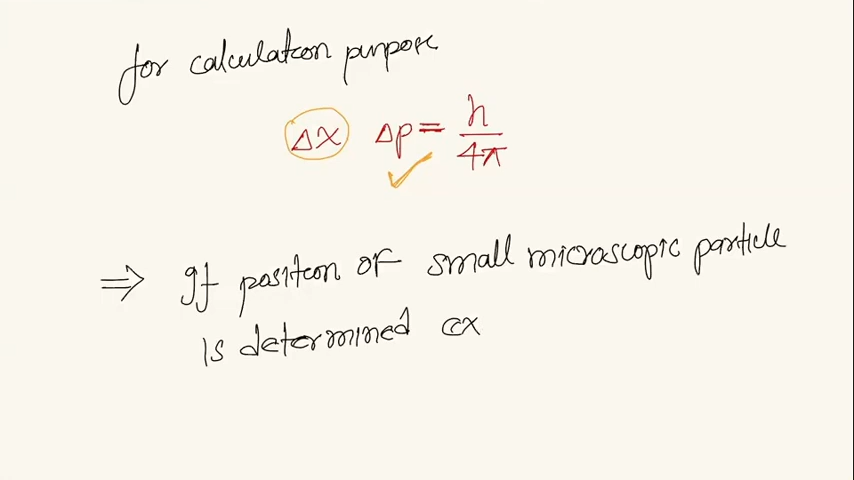 for calculation purpose
Δx Δp = h/4π
⇒ If position of small microscopic particle
is determined ex